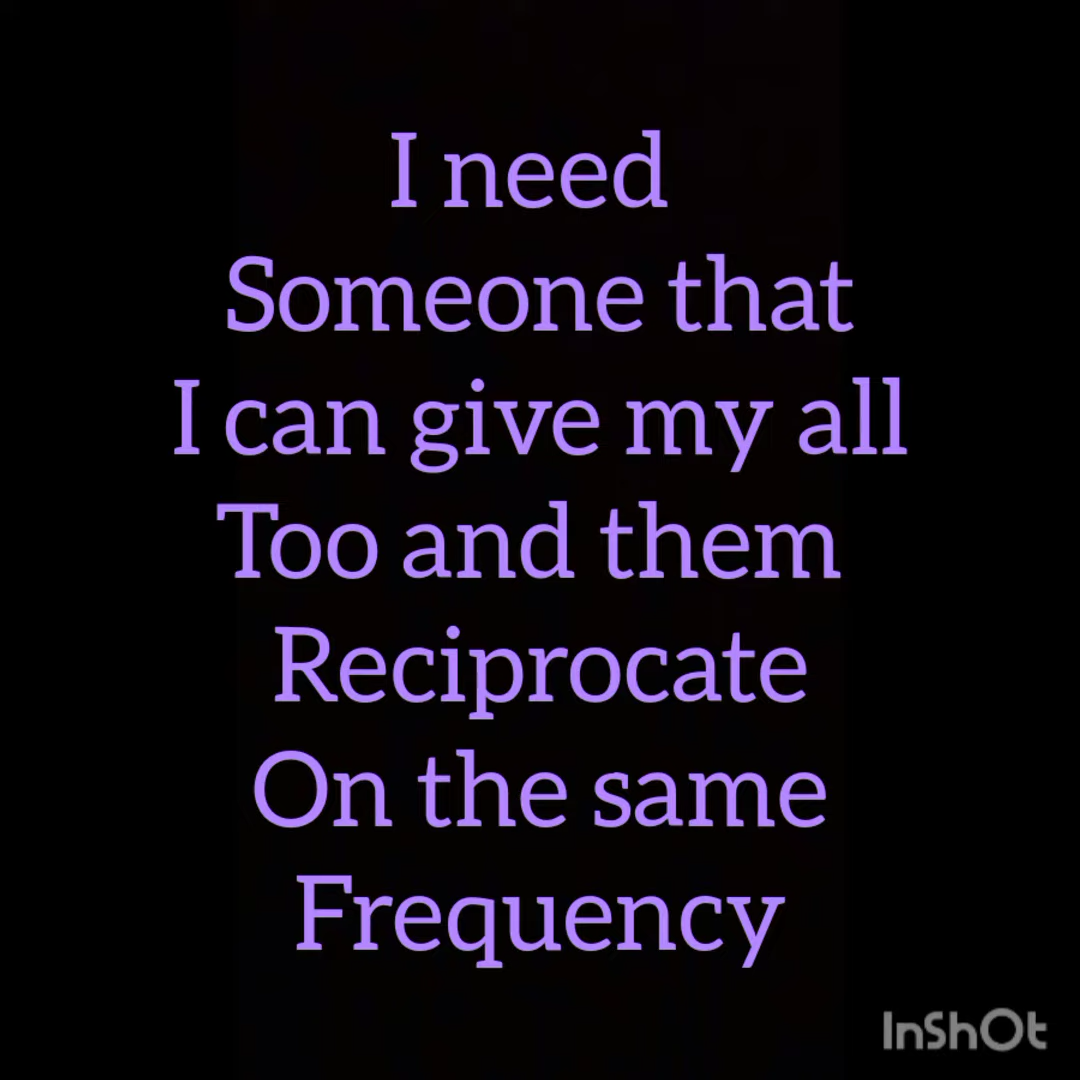 I need
Someone that
I can give my all
Too and them
Reciprocate
On the same
Frequency
InShOt